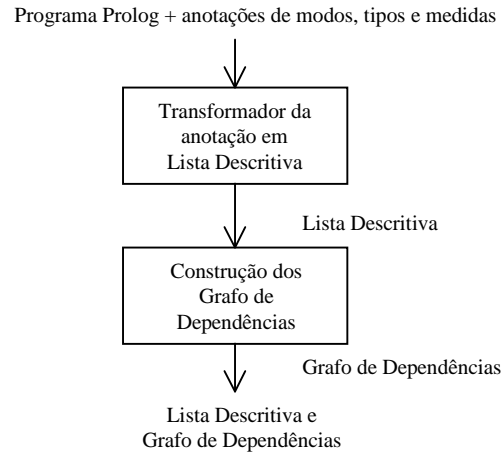 Programa Prolog + anotações de modos, tipos e medidas
Transformador da
anotação em
Lista Descritiva
Lista Descritiva
Construção dos
Grafo de
Dependências
Grafo de Dependências
Lista Descritiva e
Grafo de Dependências